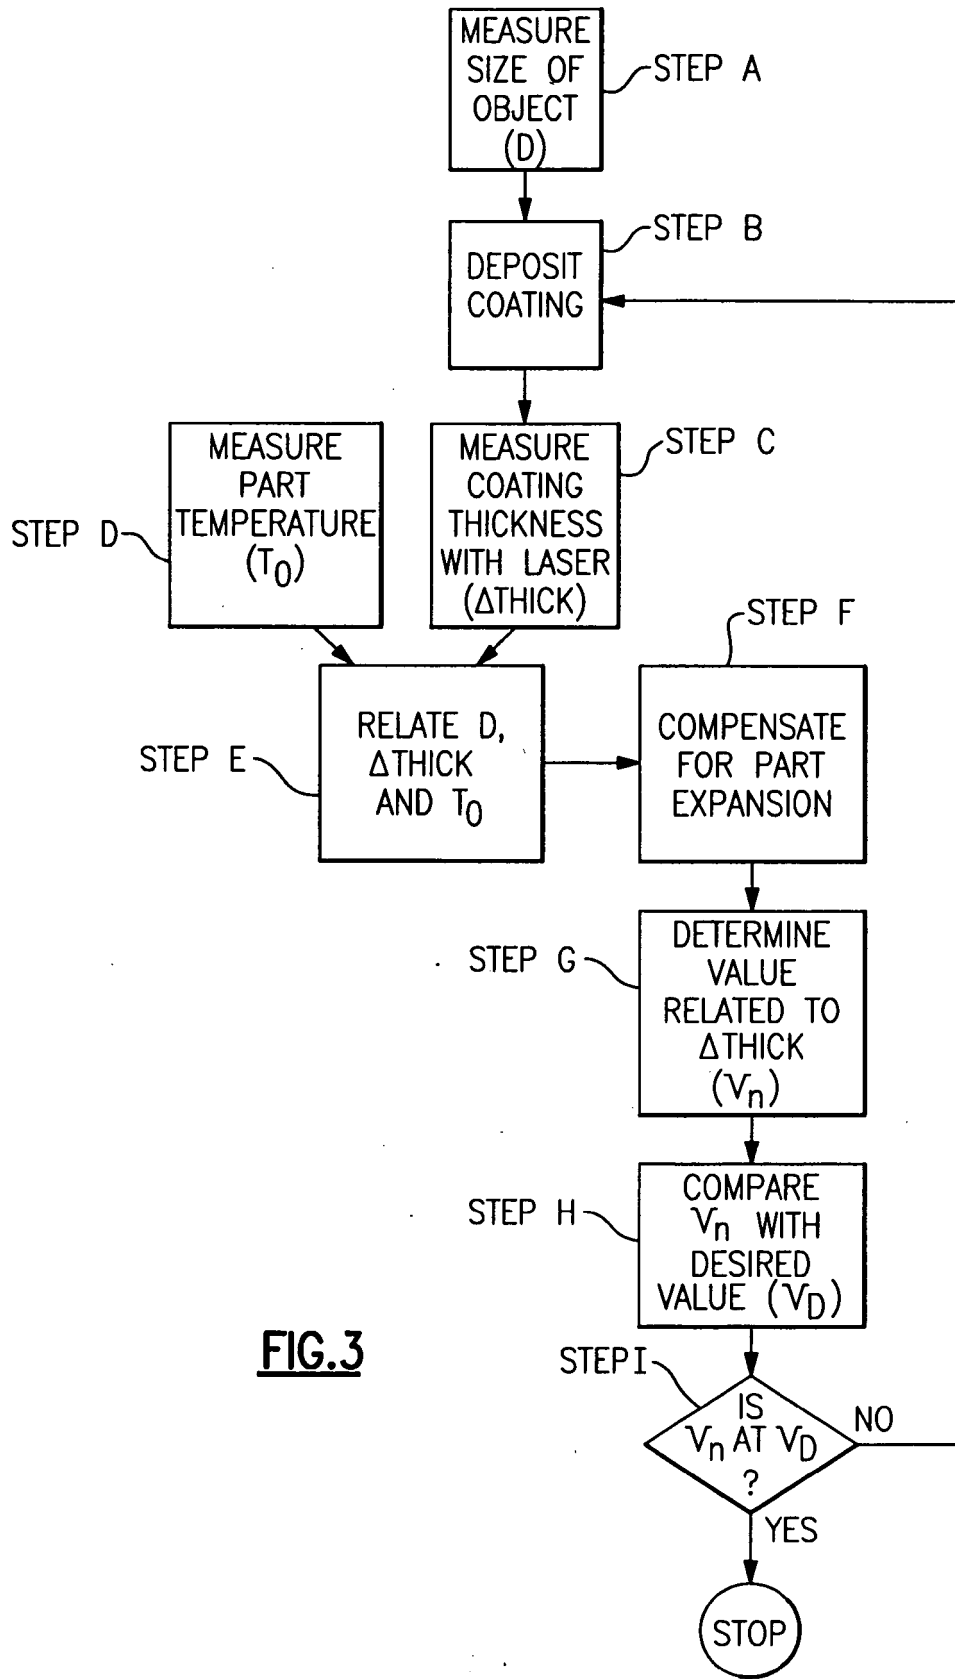 MEASURE
SIZE OF
OBJECT
(D)
STEP A
STEP B
DEPOSIT
COATING
STEP C
MEASURE
COATING
THICKNESS
WITH LASER
(ΔTHICK)
MEASURE
PART
TEMPERATURE
(T0)
STEP D
STEP E
RELATE D,
ΔTHICK
AND T0
STEP F
COMPENSATE
FOR PART
EXPANSION
STEP G
DETERMINE
VALUE
RELATED TO
ΔTHICK
(Vn)
STEP H
COMPARE
Vn WITH
DESIRED
VALUE (VD)
FIG.3
STEP I
IS
Vn AT VD
?
NO
YES
STOP